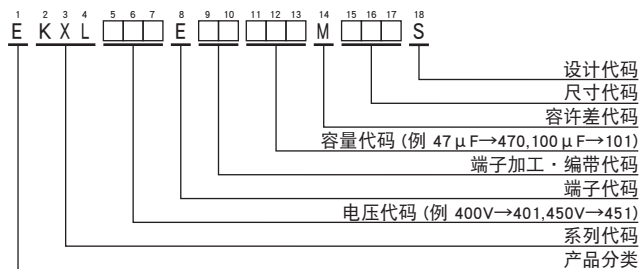 1 2 3 4 5 6 7 8 9 10 11 12 13 14 15 16 17 18
E K X L □□□ E □□ □□□ M □□□ S
设计代码
尺寸代码
容许差代码
容量代码 (例 47μF→470,100μF→101)
端子加工・编带代码
端子代码
电压代码 (例 400V→401,450V→451)
系列代码
产品分类